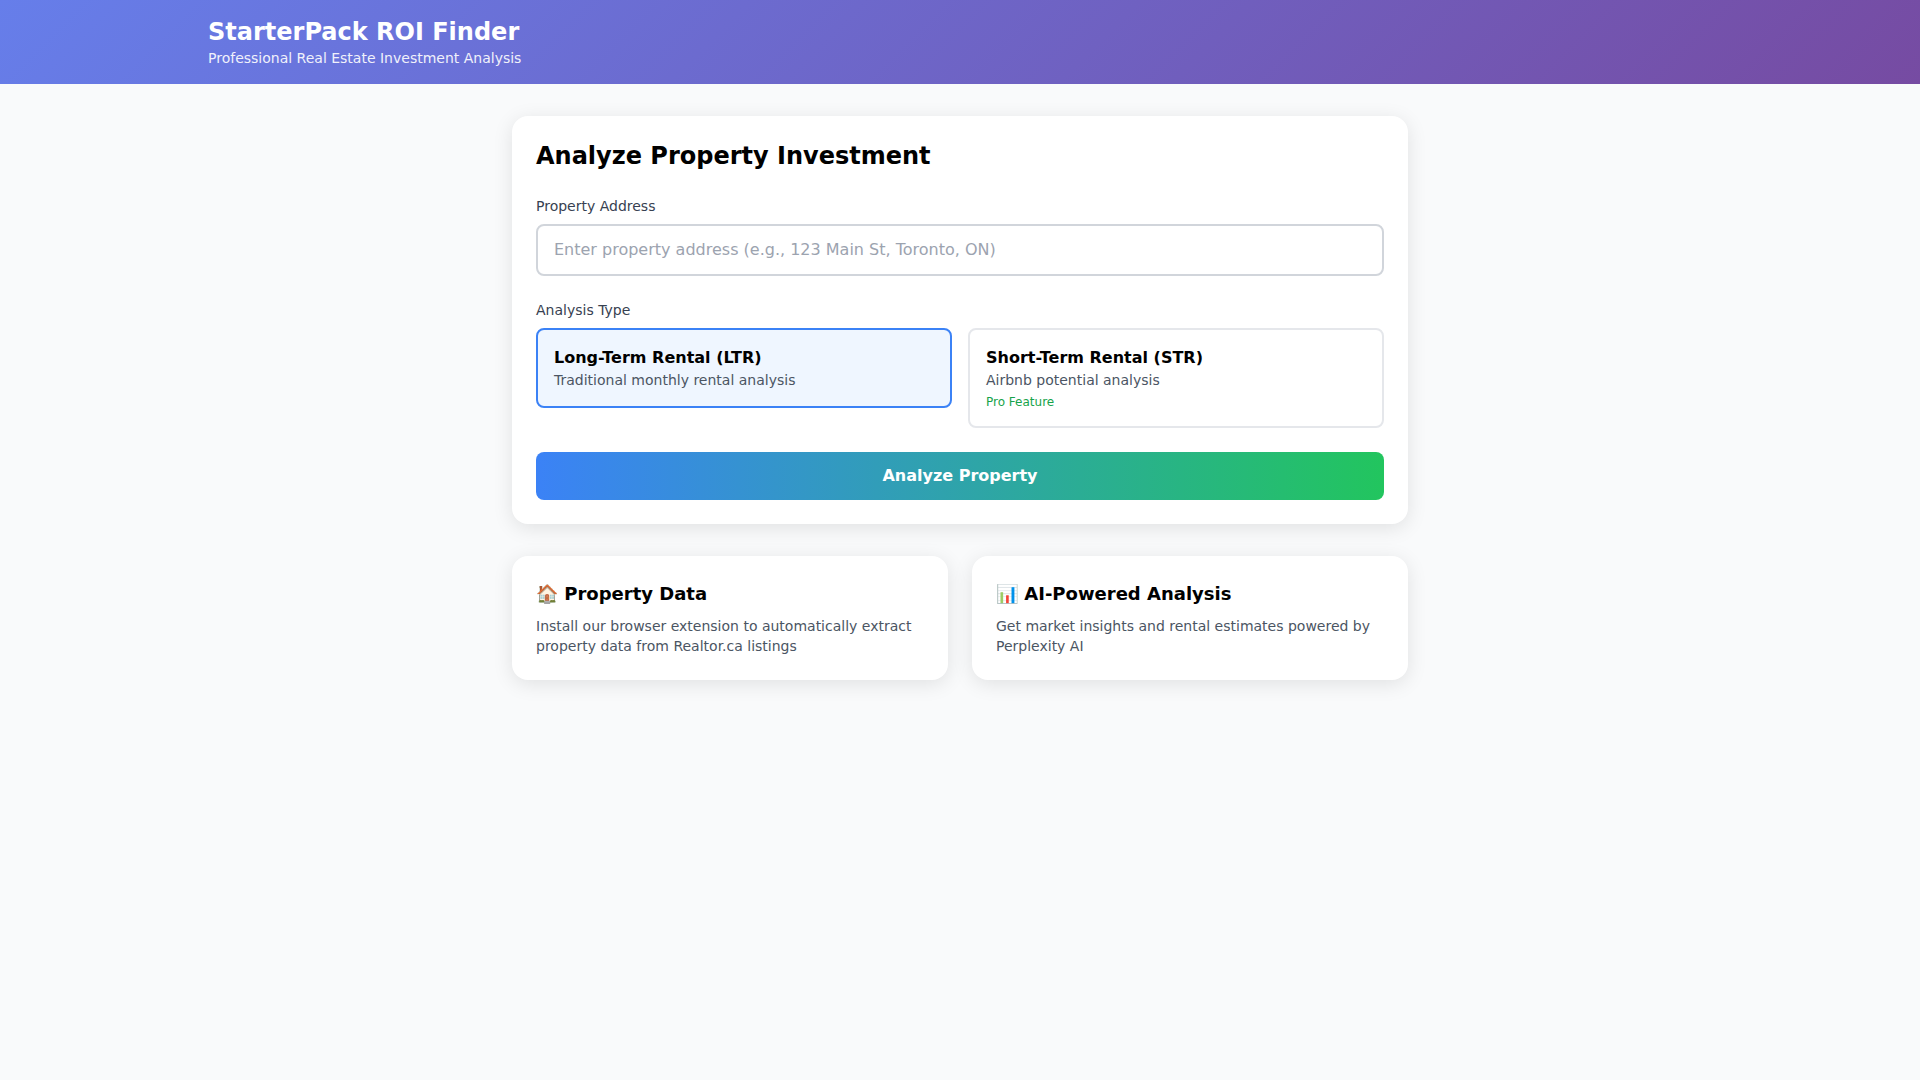 StarterPack ROI Finder
Professional Real Estate Investment Analysis
Analyze Property Investment
Property Address
Enter property address (e.g., 123 Main St, Toronto, ON)
Analysis Type
Long-Term Rental (LTR)
Traditional monthly rental analysis
Short-Term Rental (STR)
Airbnb potential analysis
Pro Feature
Analyze Property
🏠 Property Data
Install our browser extension to automatically extract
property data from Realtor.ca listings
📊 AI-Powered Analysis
Get market insights and rental estimates powered by
Perplexity AI